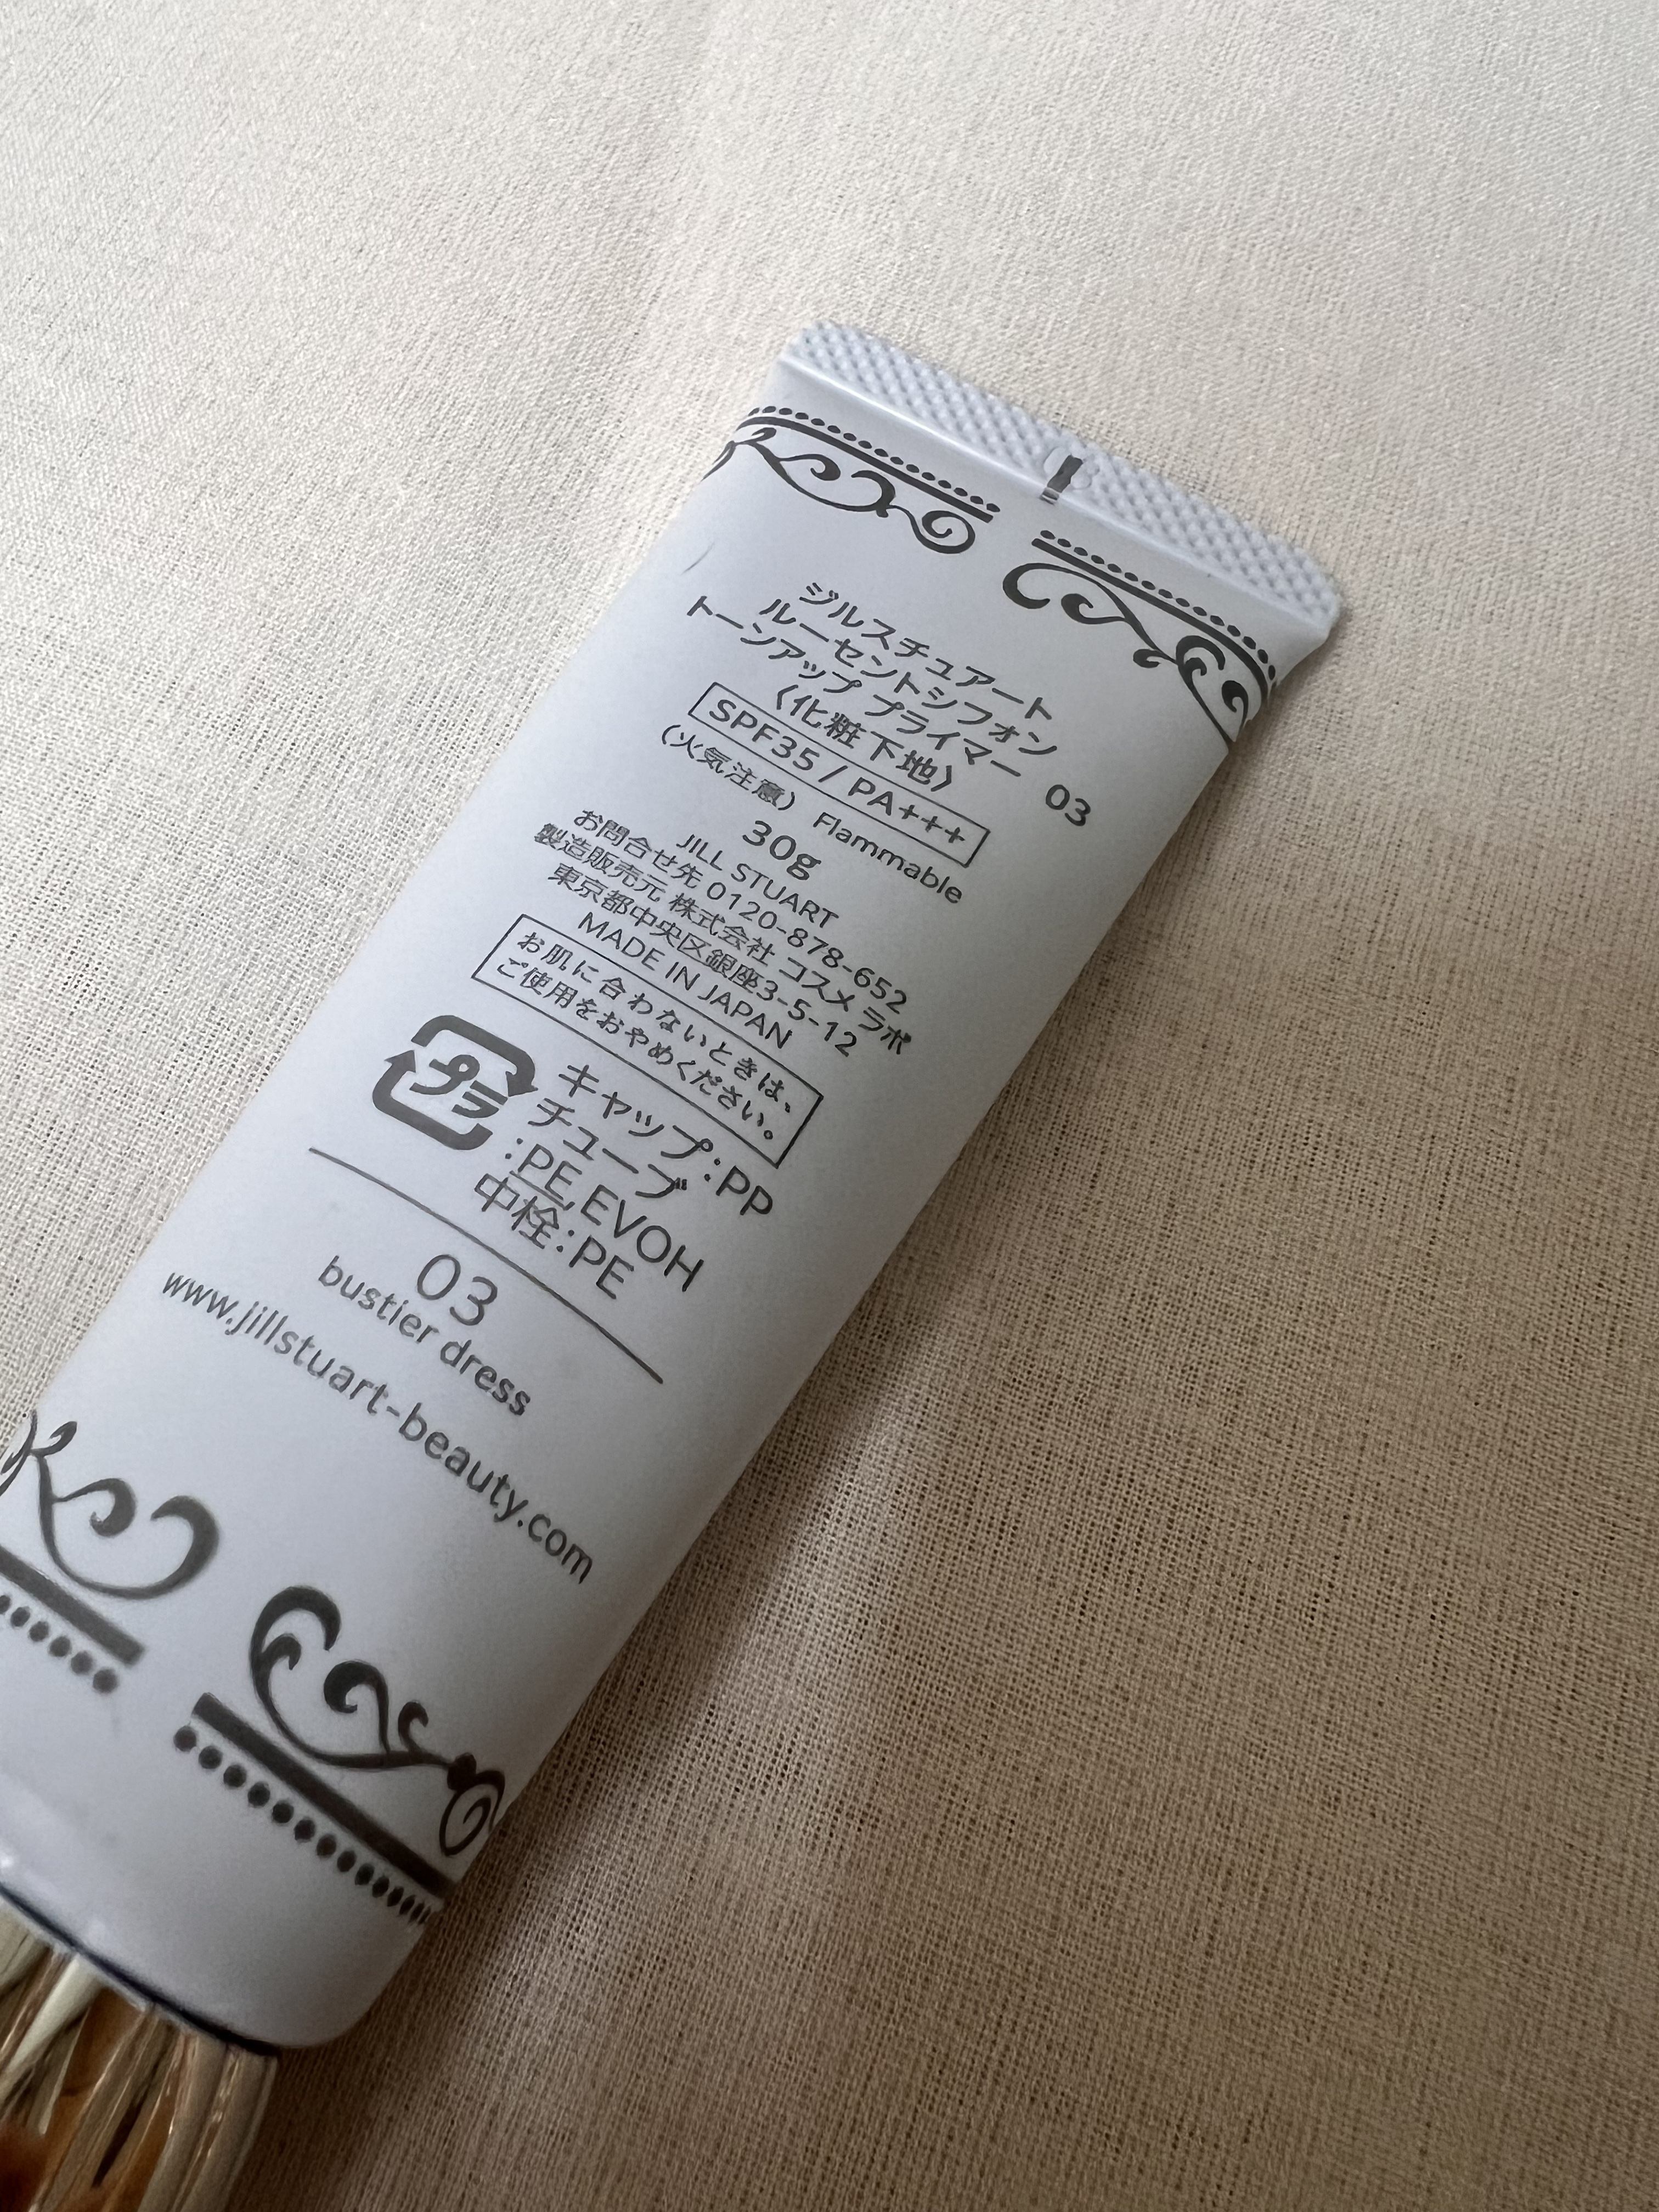 ジルスチュアート
ルーセントシフォン
トーンアップ プライマー 03
〈化粧下地〉
SPF35 / PA+++
(火気注意) Flammable
30g
JILL STUART
お問合せ先 0120-878-652
製造販売元 株式会社 コスメ ラボ
東京都中央区銀座3-5-12
MADE IN JAPAN
お肌に合わないときは、
ご使用をおやめください。
プラ
キャップ:PP
チューブ
:PE,EVOH
中栓:PE
03
bustier dress
www.jillstuart-beauty.com